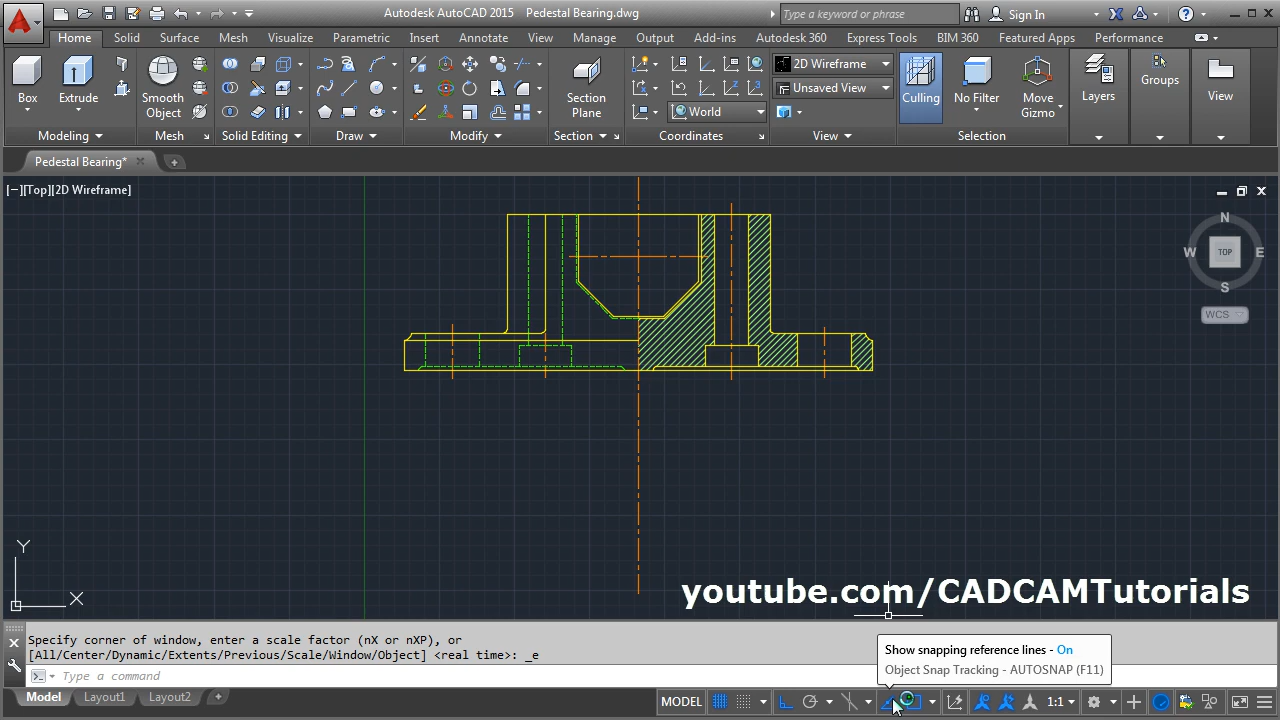 Autodesk AutoCAD 2015 Pedestal Bearing.dwg
Type a keyword or phrase
Sign In
Home Solid Surface Mesh Visualize Parametric Insert Annotate View Manage Output Add-ins Autodesk 360 Express Tools BIM 360 Featured Apps Performance
Box
Extrude
Smooth
Object
Section
Plane
World
2D Wireframe
Unsaved View
Culling
No Filter
Move
Gizmo
Layers
Groups
View
Modeling
Mesh
Solid Editing
Draw
Modify
Section
Coordinates
View
Selection
Pedestal Bearing*
[−][Top][2D Wireframe]
N
W TOP E
S
WCS
Y
X
youtube.com/CADCAMTutorials
Specify corner of window, enter a scale factor (nX or nXP), or
[All/Center/Dynamic/Extents/Previous/Scale/Window/Object] <real time>: _e
Type a command
Show snapping reference lines - On
Object Snap Tracking - AUTOSNAP (F11)
Model Layout1 Layout2
MODEL
1:1